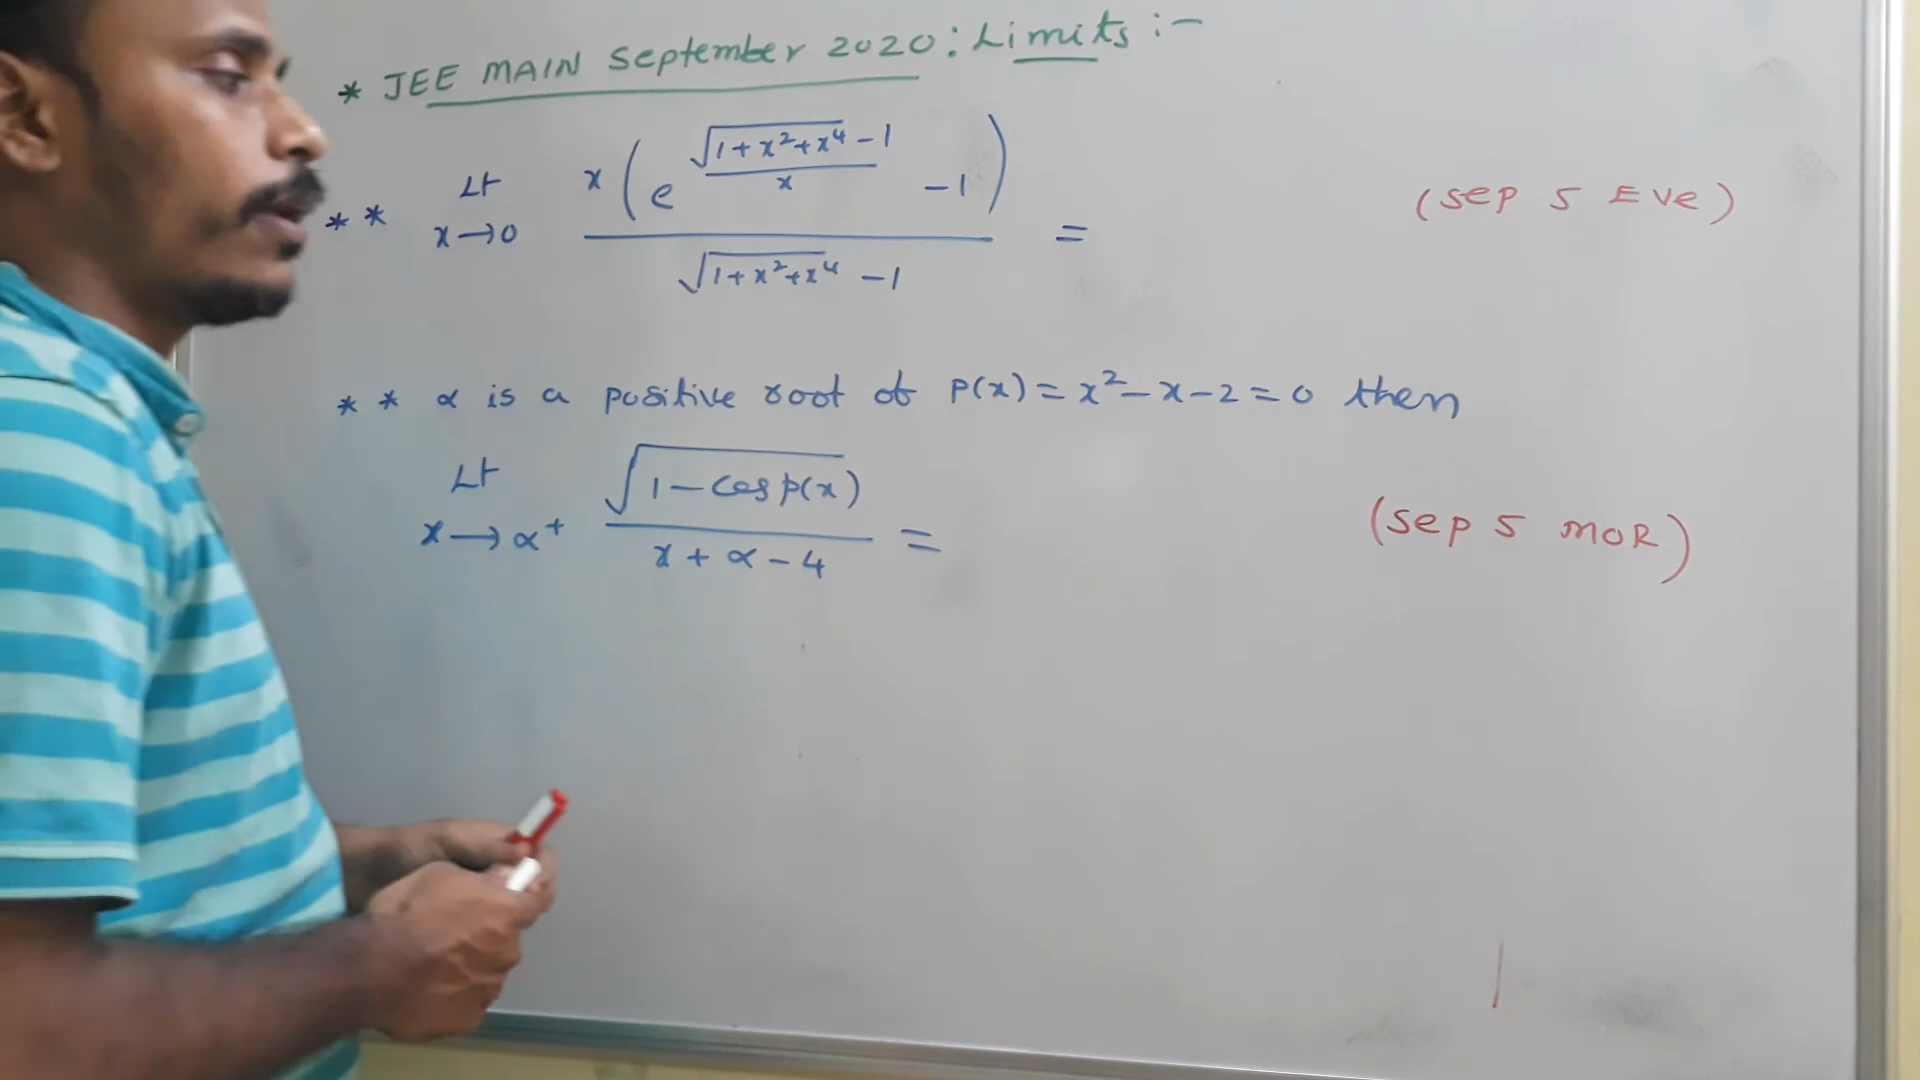 * JEE MAIN September 2020: Limits :-
** Lt x→0 x(e^((√(1+x²+x⁴) -1)/x) -1) / (√(1+x²+x⁴) -1) = (Sep 5 Eve)
** α is a positive root of P(x) = x²-x-2=0 then
Lt x→α⁺ √(1-cos p(x)) / (x+α-4) = (Sep 5 MOR)